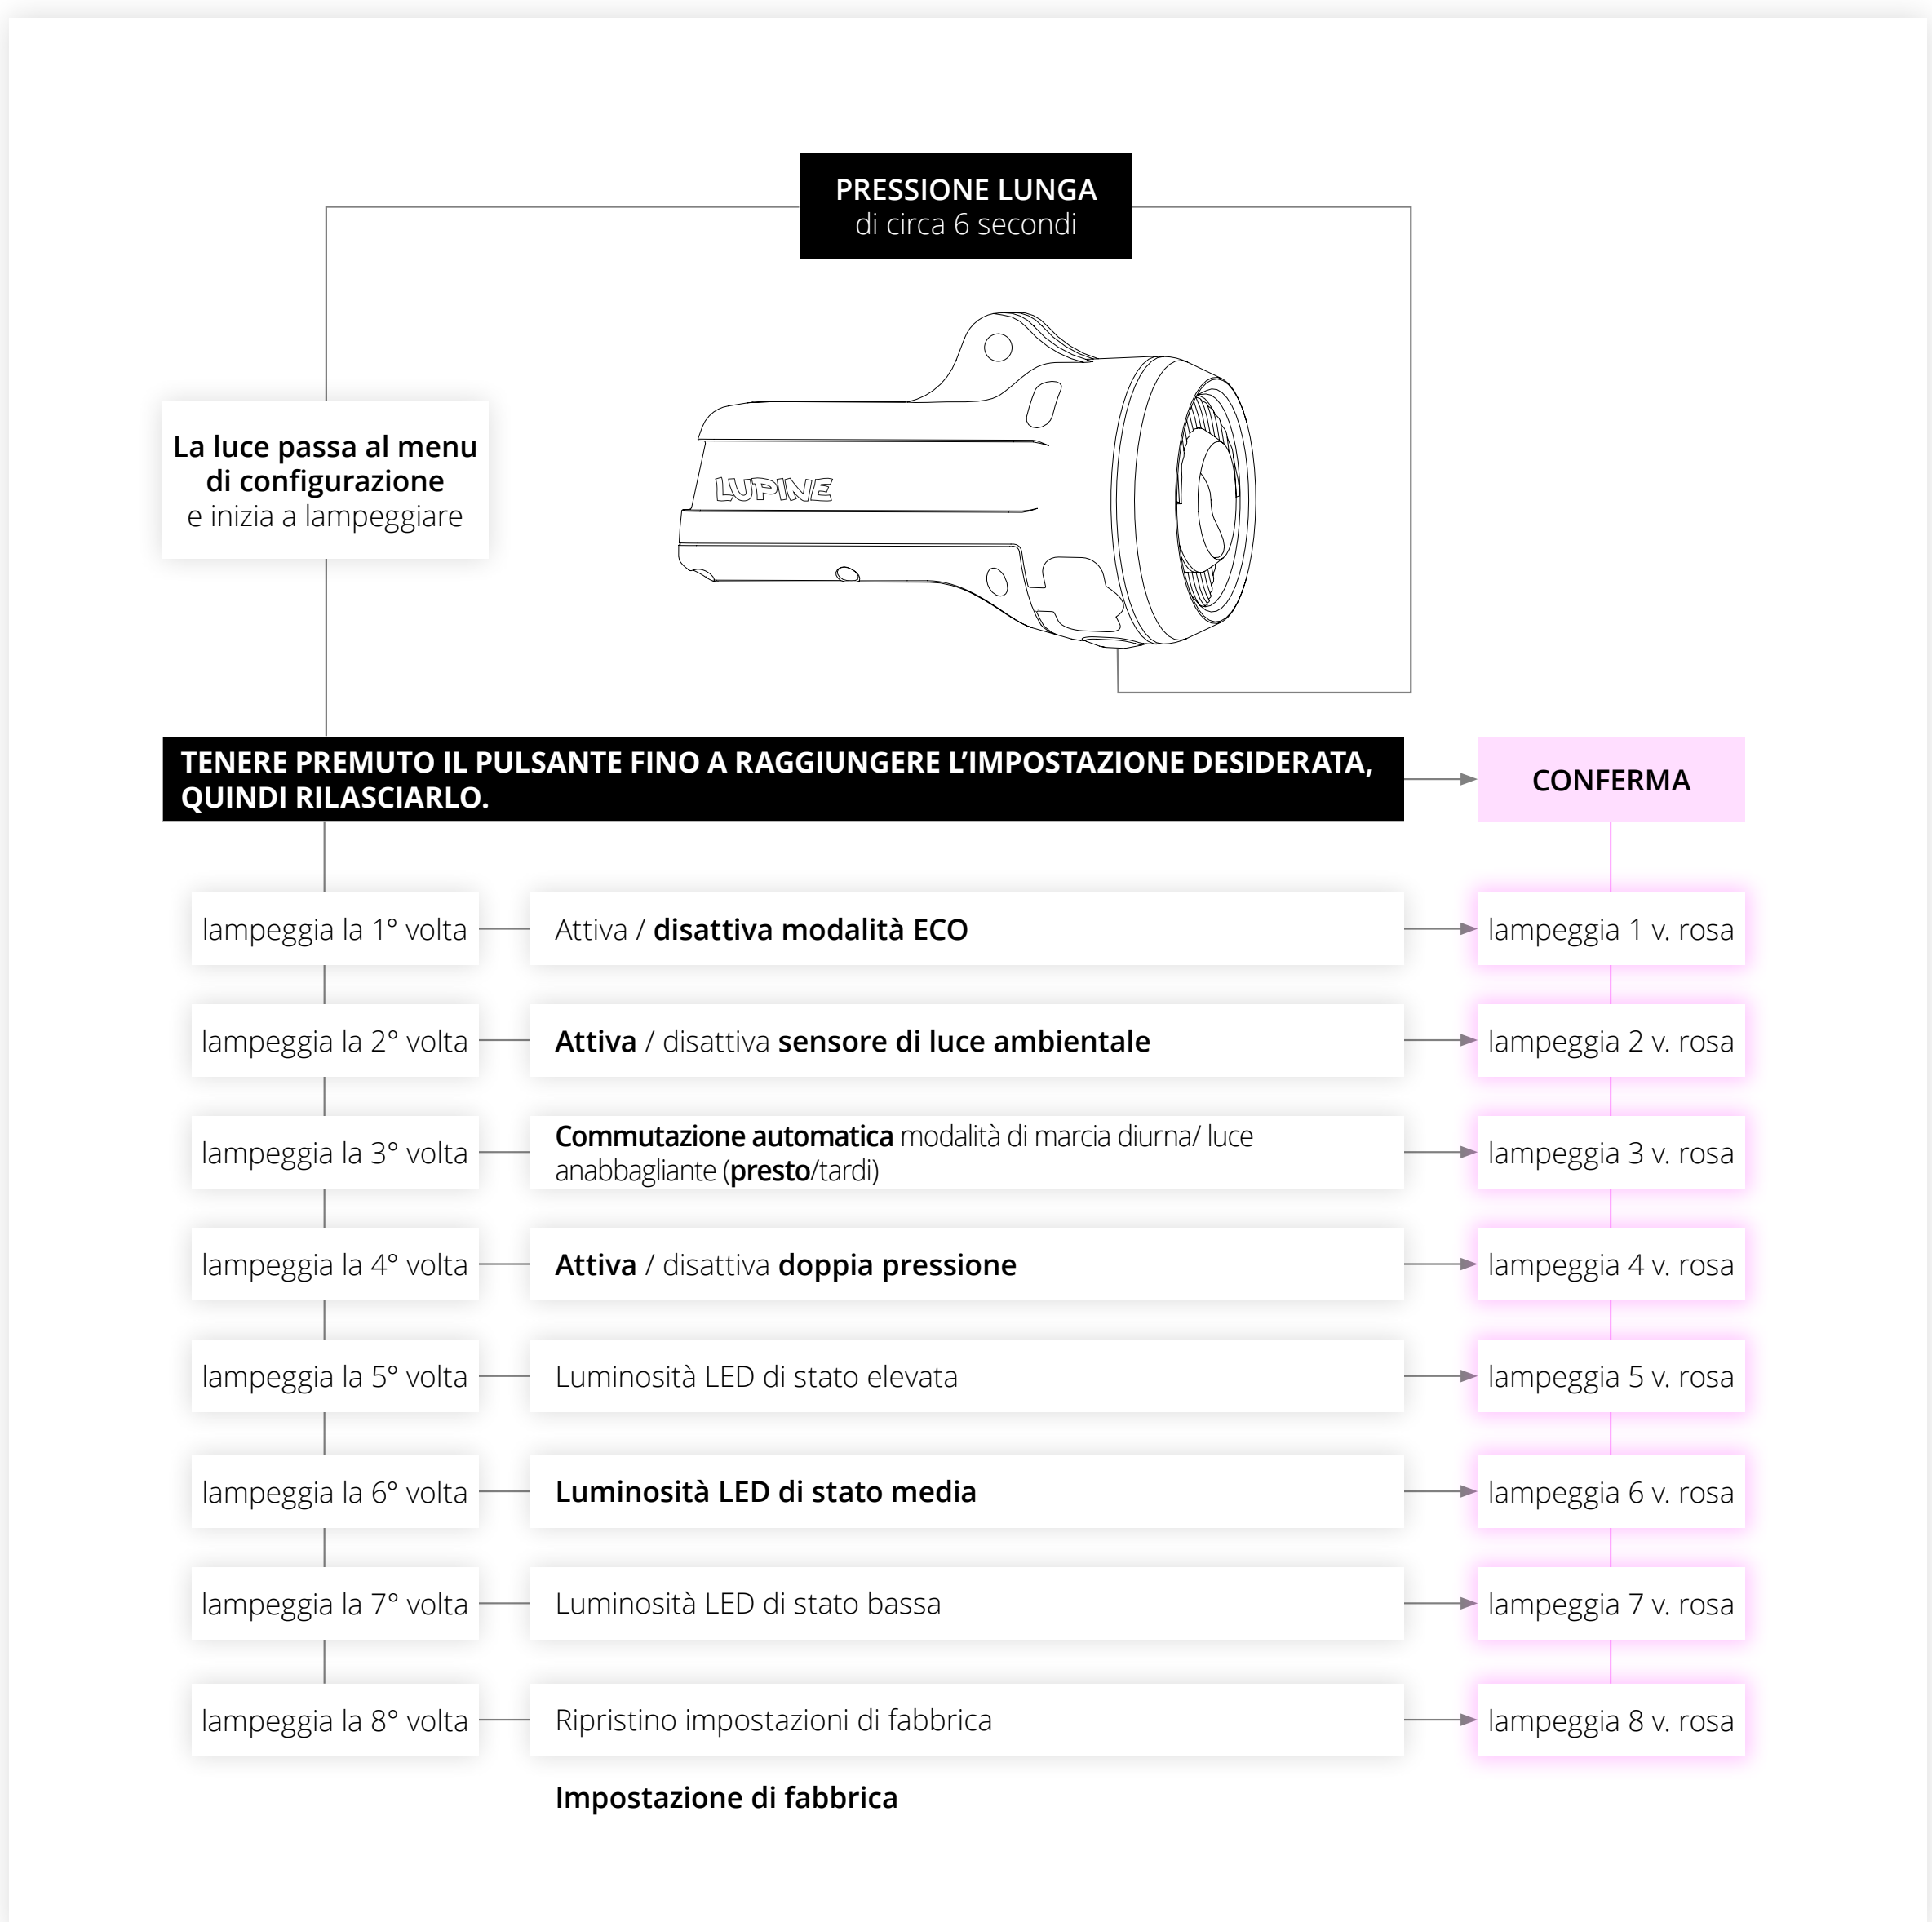 PRESSIONE LUNGA
di circa 6 secondi
La luce passa al menu
di configurazione
e inizia a lampeggiare
LUPINE
TENERE PREMUTO IL PULSANTE FINO A RAGGIUNGERE L’IMPOSTAZIONE DESIDERATA,
QUINDI RILASCIARLO.
CONFERMA
lampeggia la 1° volta
Attiva / disattiva modalità ECO
lampeggia 1 v. rosa
lampeggia la 2° volta
Attiva / disattiva sensore di luce ambientale
lampeggia 2 v. rosa
lampeggia la 3° volta
Commutazione automatica modalità di marcia diurna/ luce
anabbagliante (presto/tardi)
lampeggia 3 v. rosa
lampeggia la 4° volta
Attiva / disattiva doppia pressione
lampeggia 4 v. rosa
lampeggia la 5° volta
Luminosità LED di stato elevata
lampeggia 5 v. rosa
lampeggia la 6° volta
Luminosità LED di stato media
lampeggia 6 v. rosa
lampeggia la 7° volta
Luminosità LED di stato bassa
lampeggia 7 v. rosa
lampeggia la 8° volta
Ripristino impostazioni di fabbrica
lampeggia 8 v. rosa
Impostazione di fabbrica